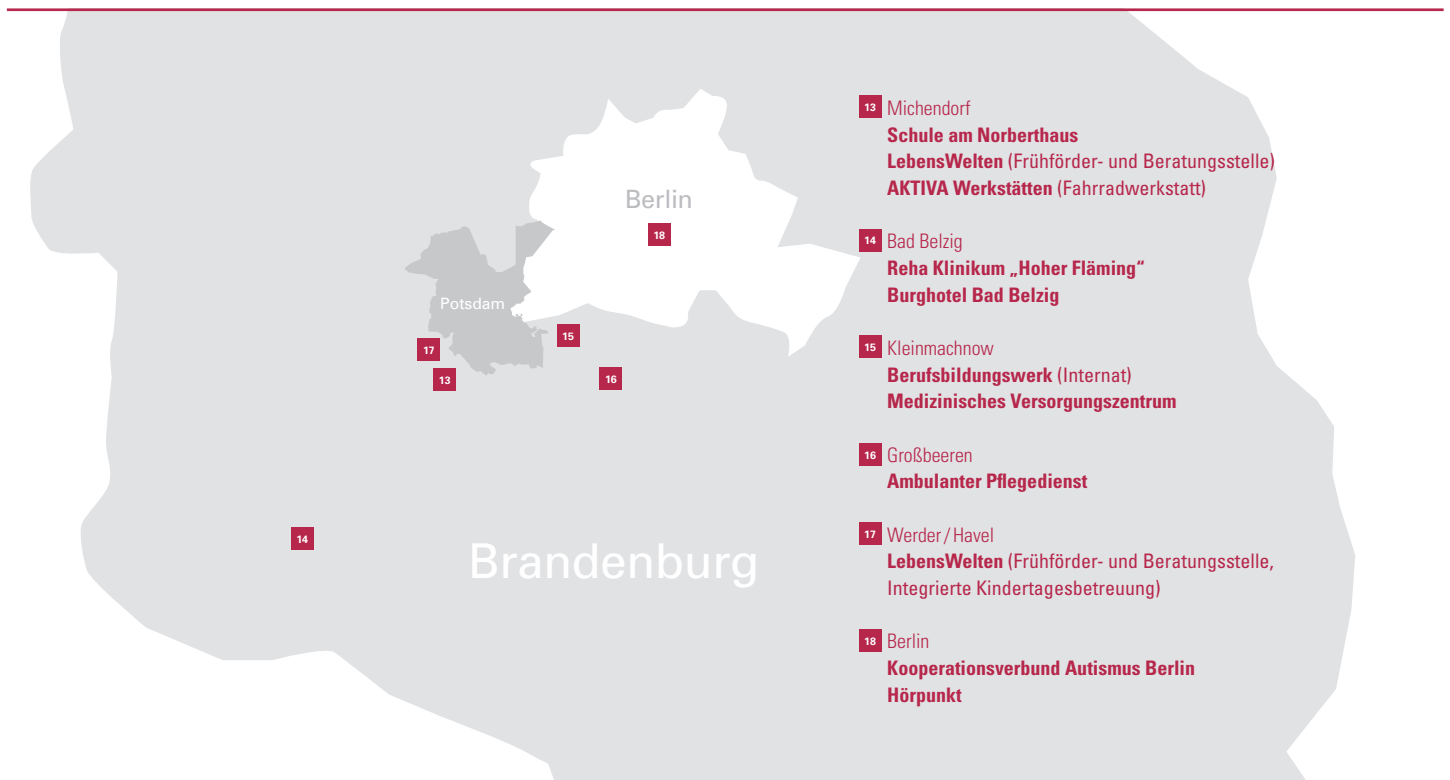 Berlin
18
Potsdam
15
17
13
16
14
Brandenburg
13 Michendorf
Schule am Norberthaus
LebensWelten (Frühförder- und Beratungsstelle)
AKTIVA Werkstätten (Fahrradwerkstatt)
14 Bad Belzig
Reha Klinikum „Hoher Fläming“
Burghotel Bad Belzig
15 Kleinmachnow
Berufsbildungswerk (Internat)
Medizinisches Versorgungszentrum
16 Großbeeren
Ambulanter Pflegedienst
17 Werder / Havel
LebensWelten (Frühförder- und Beratungsstelle,
Integrierte Kindertagesbetreuung)
18 Berlin
Kooperationsverbund Autismus Berlin
Hörpunkt